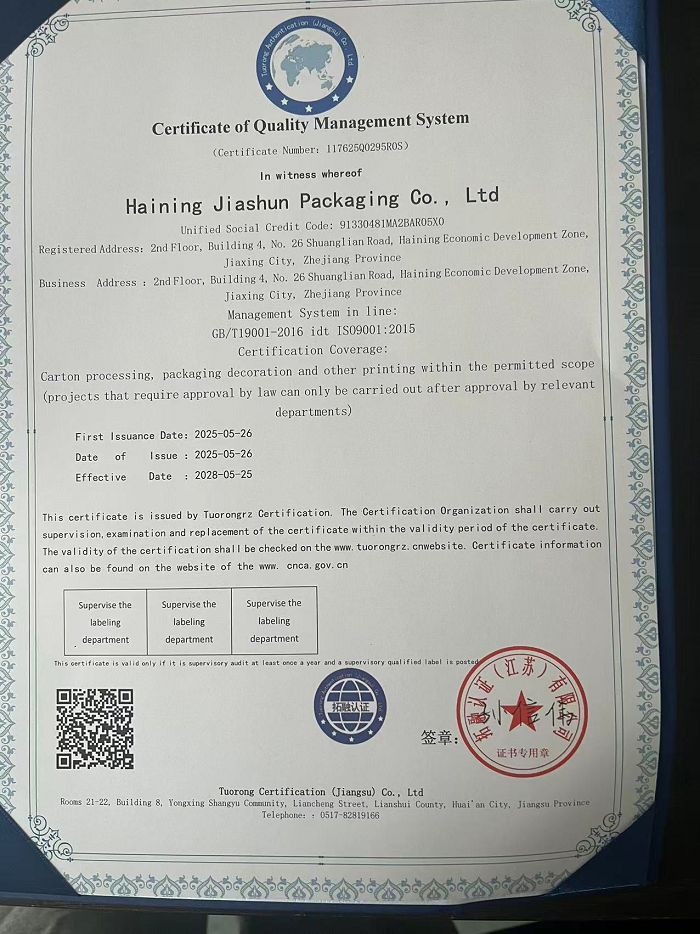 Tuorong Authentication (Jiangsu) Co., Ltd
Certificate of Quality Management System
(Certificate Number: 117625Q0295R0S)
In witness whereof
Haining Jiashun Packaging Co., Ltd
Unified Social Credit Code: 91330481MA2BAR05X0
Registered Address: 2nd Floor, Building 4, No. 26 Shuanglian Road, Haining Economic Development Zone,
Jiaxing City, Zhejiang Province
Business Address : 2nd Floor, Building 4, No. 26 Shuanglian Road, Haining Economic Development Zone,
Jiaxing City, Zhejiang Province
Management System in line:
GB/T19001-2016 idt ISO9001:2015
Certification Coverage:
Carton processing, packaging decoration and other printing within the permitted scope
(projects that require approval by law can only be carried out after approval by relevant
departments)
First Issuance Date: 2025-05-26
Date of Issue : 2025-05-26
Effective Date : 2028-05-25
This certificate is issued by Tuorongrz Certification. The Certification Organization shall carry out
supervision, examination and replacement of the certificate within the validity period of the certificate.
The validity of the certification shall be checked on the www. tuorongrz.cnwebsite. Certificate information
can also be found on the website of the www. cnca.gov.cn
Supervise the
labeling
department
Supervise the
labeling
department
Supervise the
labeling
department
This certificate is valid only if it is supervisory audit at least once a year and a supervisory qualified label is posted
拓融认证
签章:
拓融认证(江苏)有限公司
证书专用章
Tuorong Certification (Jiangsu) Co., Ltd
Rooms 21-22, Building 8, Yongxing Shangyu Community, Liancheng Street, Lianshui County, Huai'an City, Jiangsu Province
Telephone: : 0517-82819166